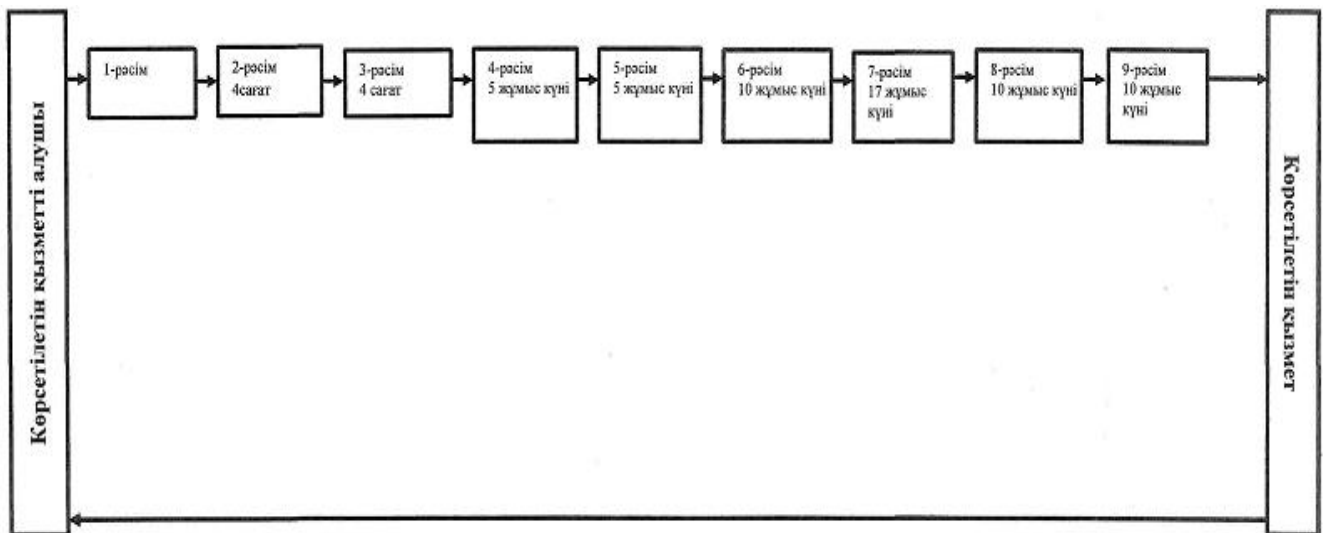 Көрсетілетін қызметті алушы
1-рәсім
2-рәсім
4сағат
3-рәсім
4 сағат
4-рәсім
5 жұмыс күні
5-рәсім
5 жұмыс күні
6-рәсім
10 жұмыс күні
7-рәсім
17 жұмыс
күні
8-рәсім
10 жұмыс күні
9-рәсім
10 жұмыс
күні
Көрсетілетін қызмет